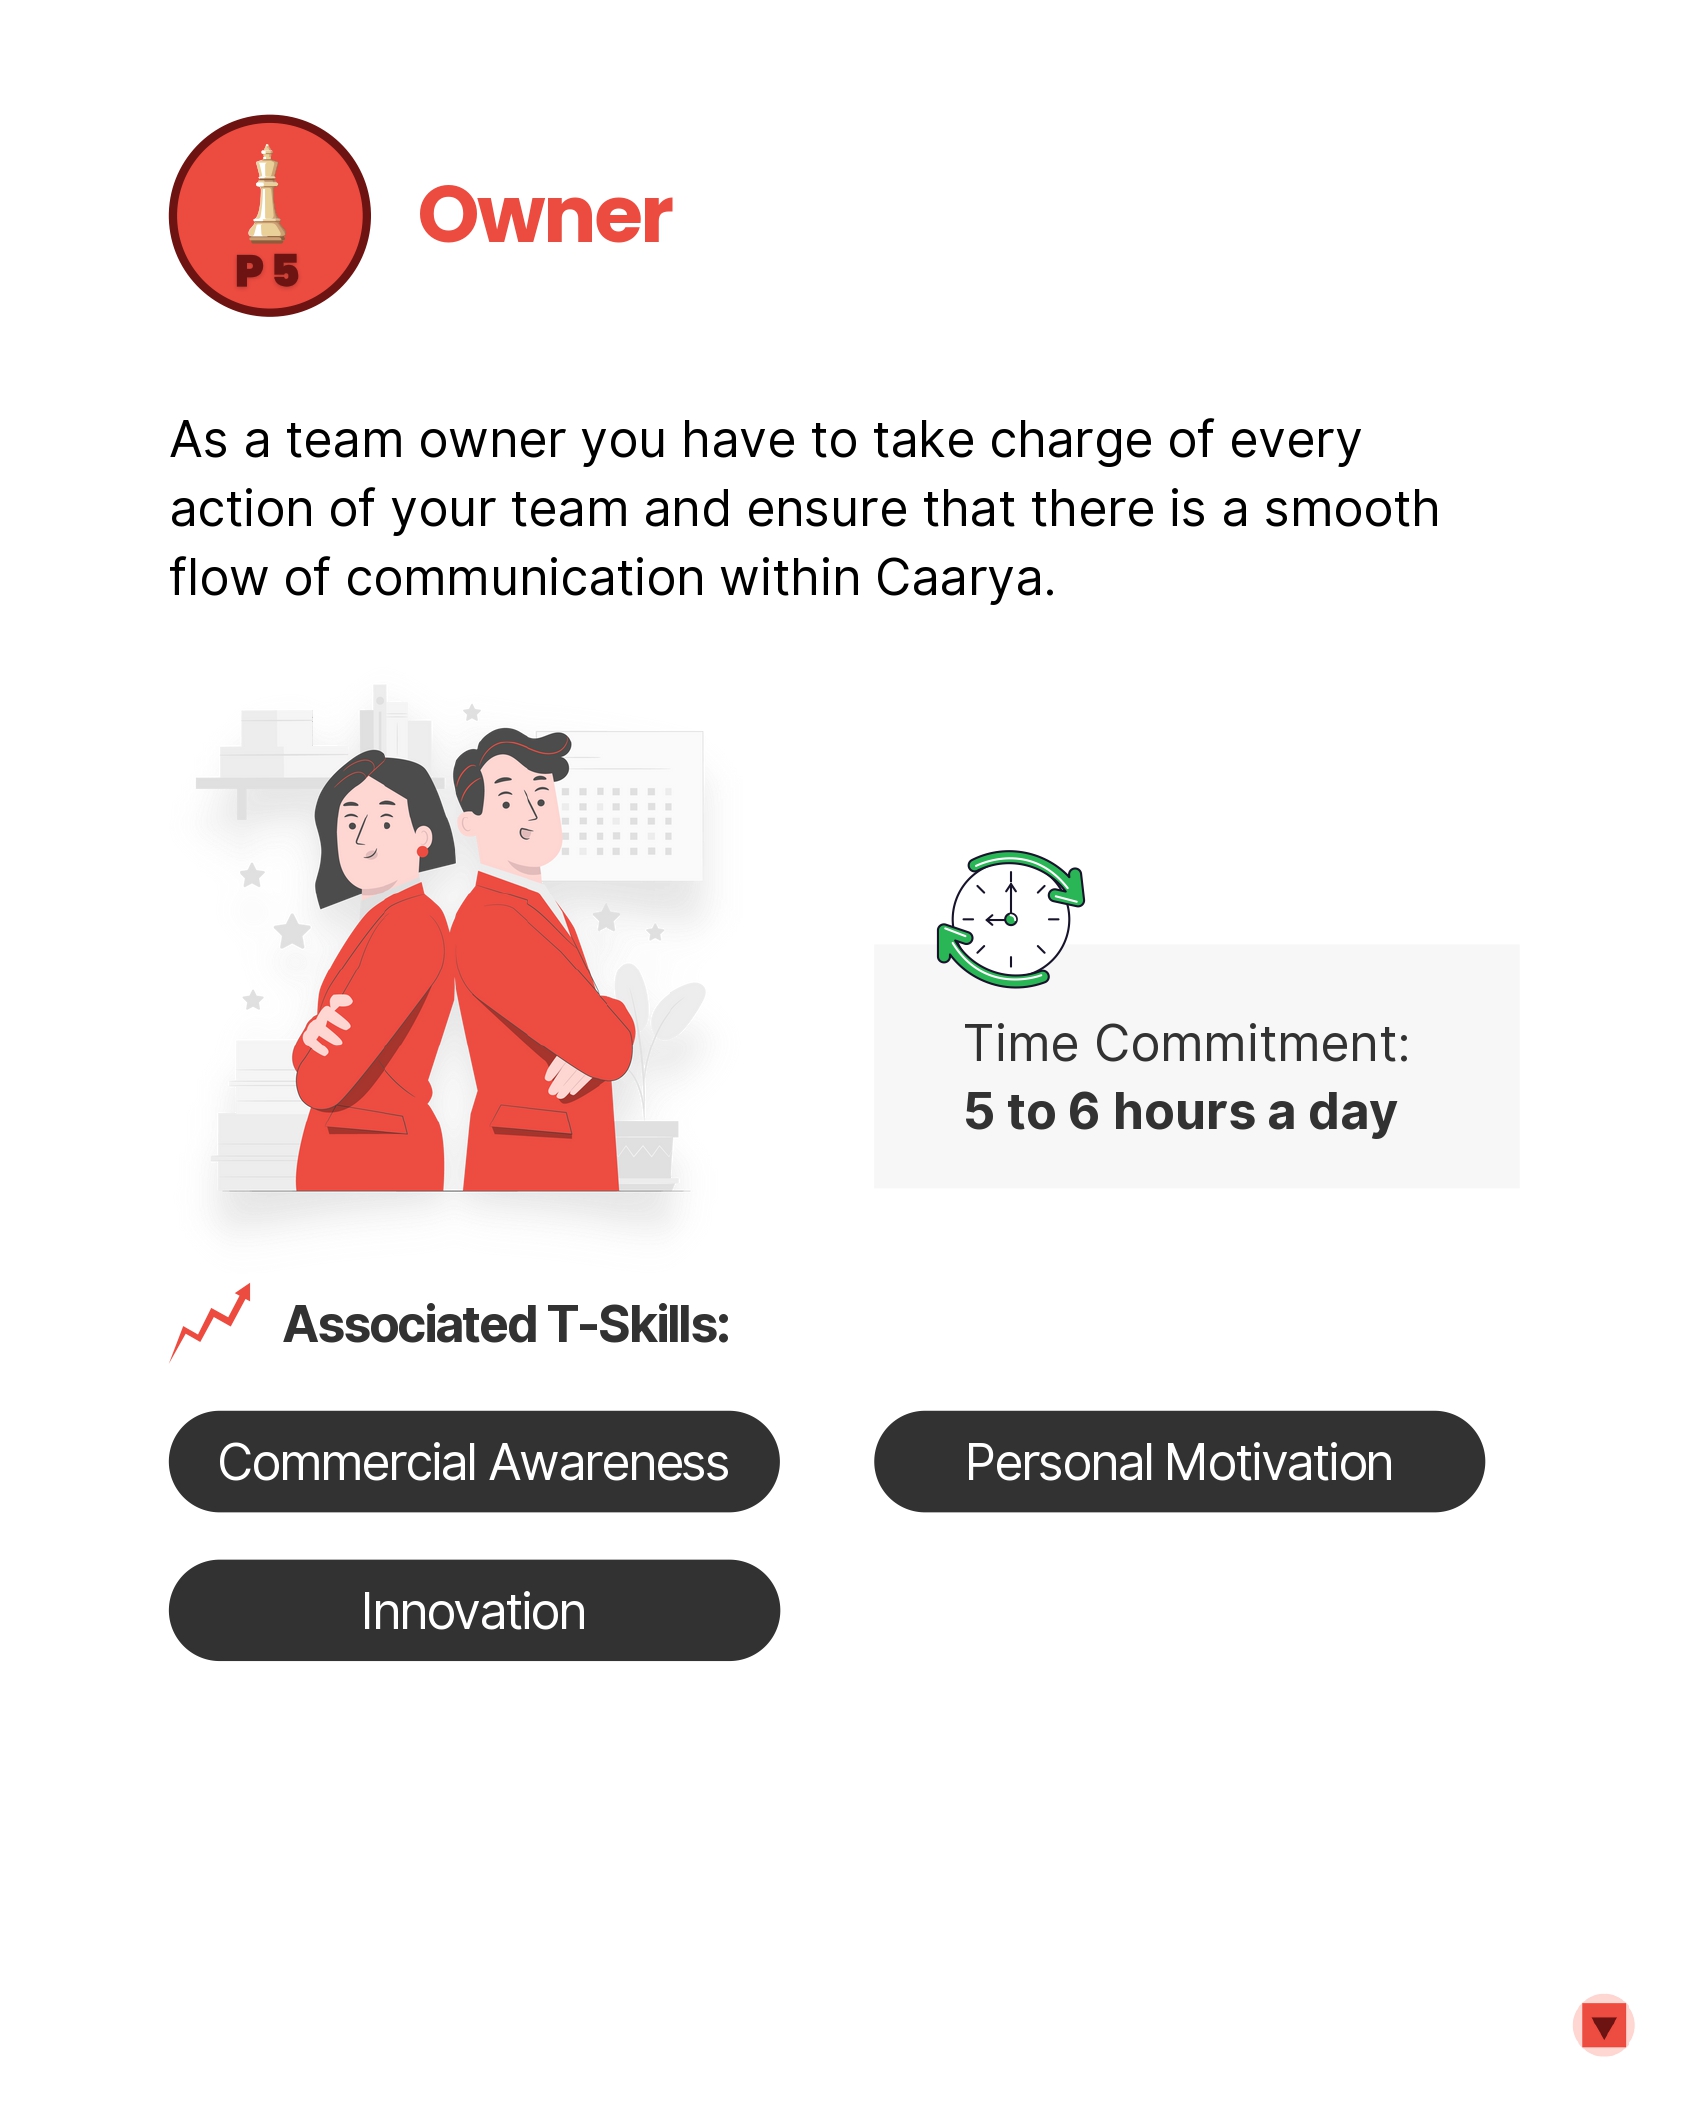 P 5
Owner
As a team owner you have to take charge of every
action of your team and ensure that there is a smooth
flow of communication within Caarya.
Time Commitment:
5 to 6 hours a day
Associated T-Skills:
Commercial Awareness
Personal Motivation
Innovation